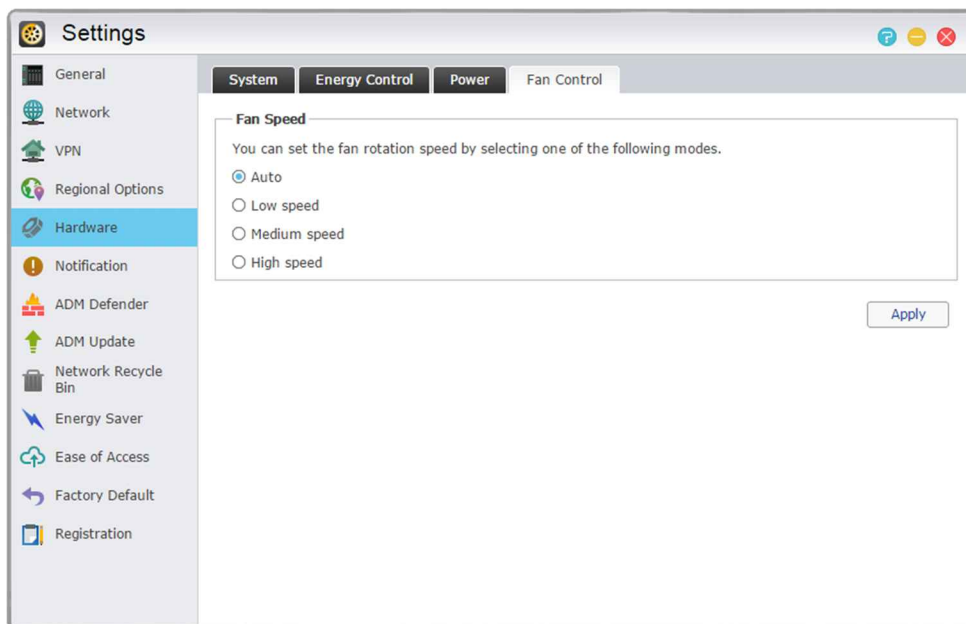 Settings
General
Network
VPN
Regional Options
Hardware
Notification
ADM Defender
ADM Update
Network Recycle
Bin
Energy Saver
Ease of Access
Factory Default
Registration
System Energy Control Power Fan Control
Fan Speed
You can set the fan rotation speed by selecting one of the following modes.
Auto
Low speed
Medium speed
High speed
Apply